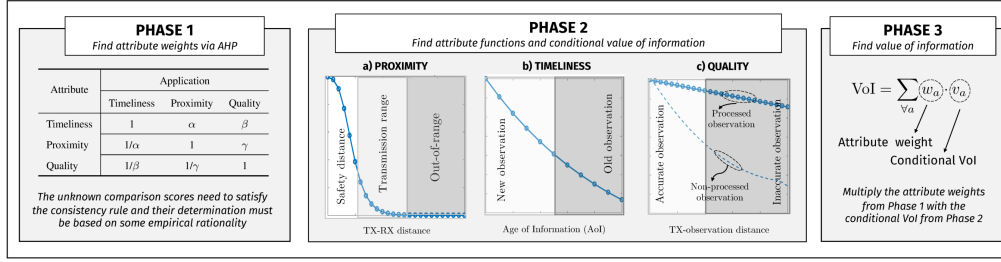 PHASE 1
Find attribute weights via AHP
Attribute
Application
Timeliness Proximity Quality
Timeliness 1 α β
Proximity 1/α 1 γ
Quality 1/β 1/γ 1
The unknown comparison scores need to satisfy
the consistency rule and their determination must
be based on some empirical rationality
PHASE 2
Find attribute functions and conditional value of information
a) PROXIMITY
Safety distance
Transmission range
Out-of-range
TX-RX distance
b) TIMELINESS
New observation
Old observation
Age of Information (AoI)
c) QUALITY
Accurate observation
Processed
observation
Non-processed
observation
Inaccurate observation
TX-observation distance
PHASE 3
Find value of information
VoI = ∑ wₐ · vₐ
∀a
Attribute weight
Conditional VoI
Multiply the attribute weights
from Phase 1 with the
conditional VoI from Phase 2